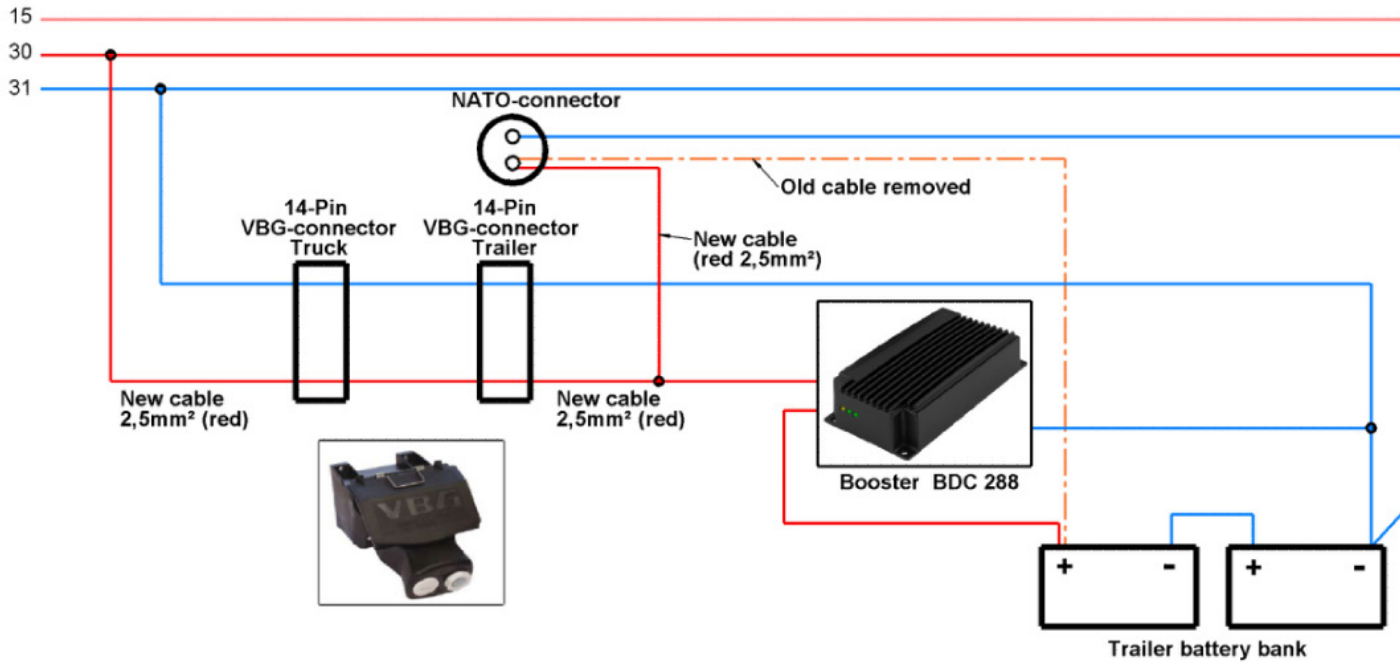 15
30
31
NATO-connector
Old cable removed
14-Pin
VBG-connector
Truck
14-Pin
VBG-connector
Trailer
New cable
(red 2,5mm²)
New cable
2,5mm² (red)
New cable
2,5mm² (red)
VBG
Booster BDC 288
+ -
+ -
Trailer battery bank